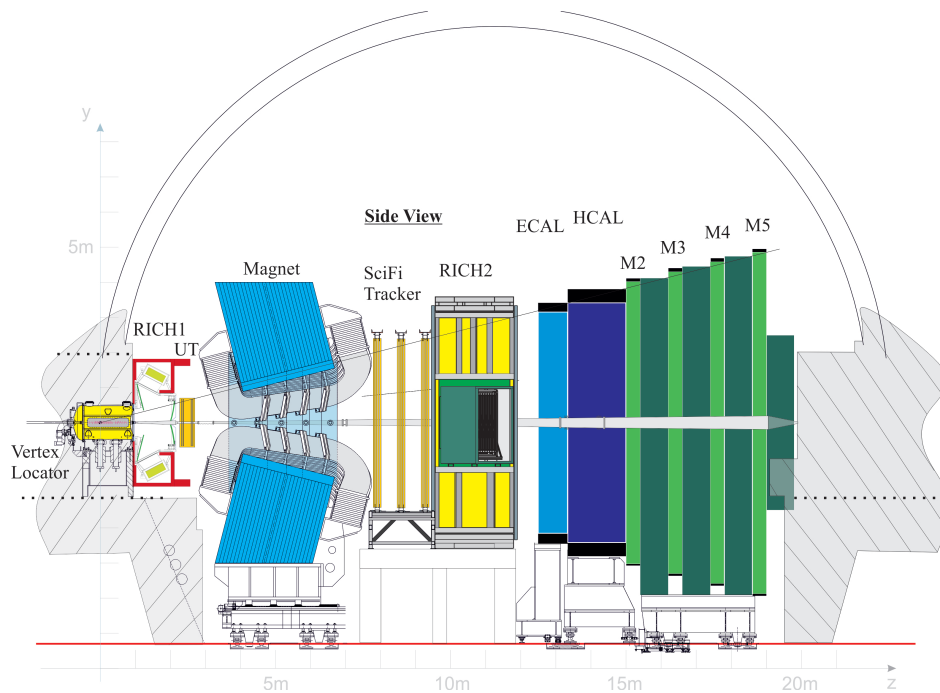 y
5m
Side View
ECAL
HCAL
M2
M3
M4
M5
Magnet
SciFi
Tracker
RICH2
RICH1
UT
Vertex
Locator
5m
10m
15m
20m
z